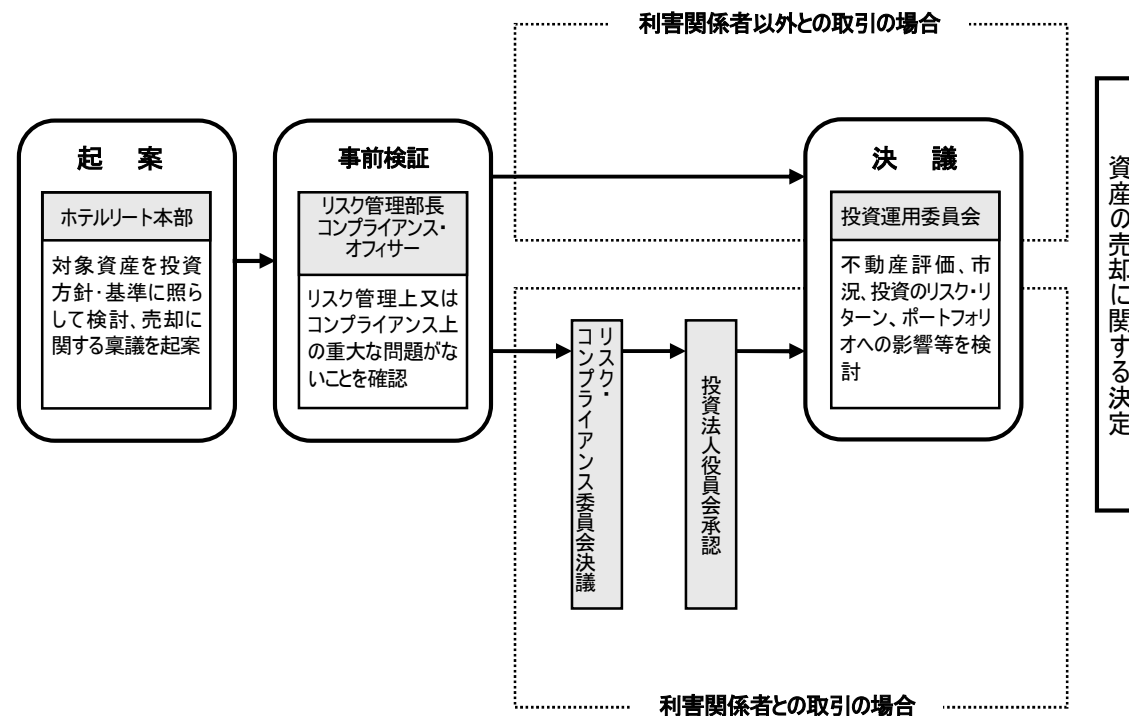 利害関係者以外との取引の場合
起 案
ホテルリート本部
対象資産を投資
方針・基準に照ら
して検討、売却に
関する稟議を起案
事前検証
リスク管理部長
コンプライアンス・
オフィサー
リスク管理上又は
コンプライアンス上
の重大な問題がな
いことを確認
リスク・
コンプライアンス委員会決議
投資法人役員会承認
決 議
投資運用委員会
不動産評価、市
況、投資のリスク・リ
ターン、ポートフォリ
オへの影響等を検
討
資産の売却に関する決定
利害関係者との取引の場合